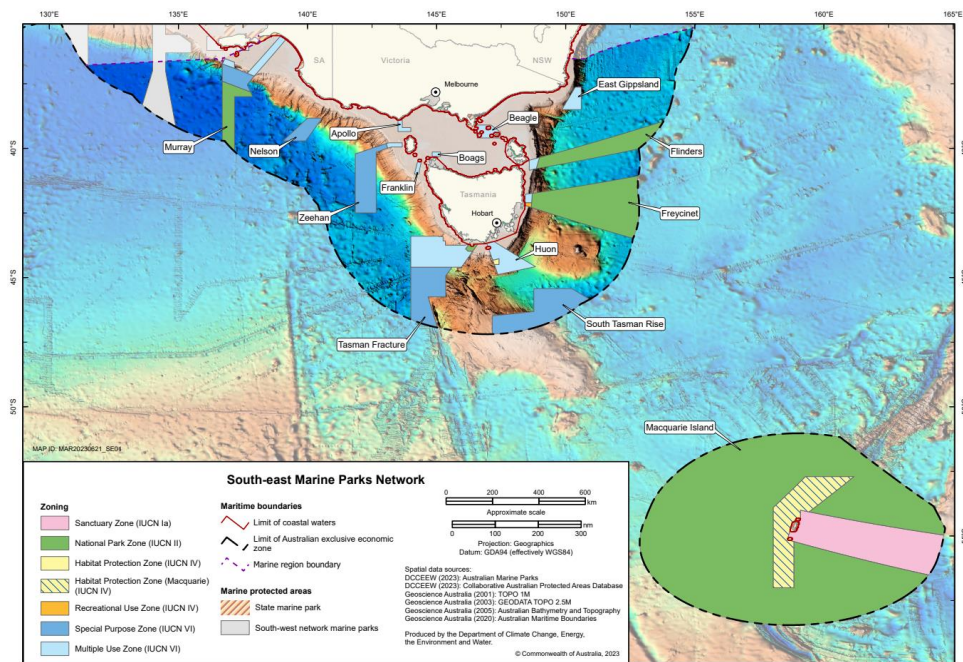 130°E
135°E
140°E
145°E
150°E
155°E
160°E
165°E
SA
Victoria
NSW
Melbourne
East Gippsland
Beagle
Apollo
Murray
Nelson
Flinders
40°S
Boags
Franklin
Tasmania
Zeehan
Freycinet
Hobart
Huon
45°S
South Tasman Rise
Tasman Fracture
50°S
Macquarie Island
MAP ID: MAR20230621_SE01
South-east Marine Parks Network
Zoning
Sanctuary Zone (IUCN Ia)
National Park Zone (IUCN II)
Habitat Protection Zone (IUCN IV)
Habitat Protection Zone (Macquarie)
(IUCN IV)
Recreational Use Zone (IUCN IV)
Special Purpose Zone (IUCN VI)
Multiple Use Zone (IUCN VI)
Maritime boundaries
Limit of coastal waters
Limit of Australian exclusive economic
zone
Marine region boundary
Marine protected areas
State marine park
South-west network marine parks
0 200 400 600
km
Approximate scale
0 100 200 300
nm
Projection: Geographics
Datum: GDA94 (effectively WGS84)
Spatial data sources:
DCCEEW (2023): Australian Marine Parks
DCCEEW (2023): Collaborative Australian Protected Areas Database
Geoscience Australia (2001): TOPO 1M
Geoscience Australia (2003): GEODATA TOPO 2.5M
Geoscience Australia (2005): Australian Bathymetry and Topography
Geoscience Australia (2020): Australian Maritime Boundaries
Produced by the Department of Climate Change, Energy,
the Environment and Water.
© Commonwealth of Australia, 2023